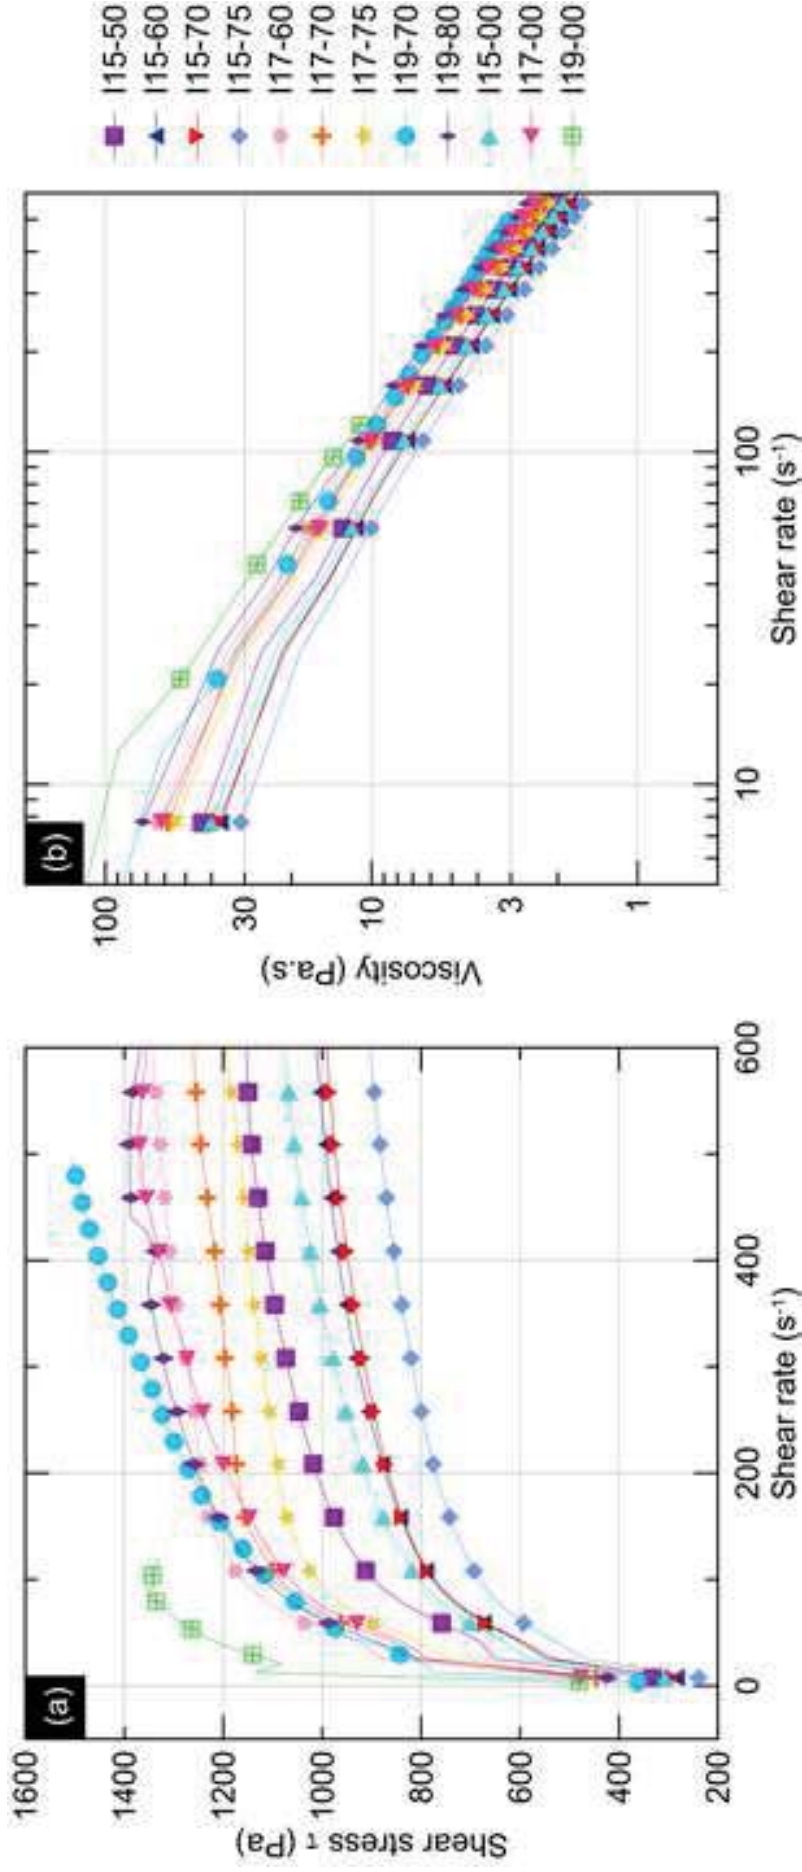 (a)
Shear stress τ (Pa)
1600
1400
1200
1000
800
600
400
200
0
200
400
600
Shear rate (s⁻¹)
(b)
Viscosity (Pa.s)
100
30
10
3
1
10
100
Shear rate (s⁻¹)
I15-50
I15-60
I15-70
I15-75
I17-60
I17-70
I17-75
I19-70
I19-80
I15-00
I17-00
I19-00